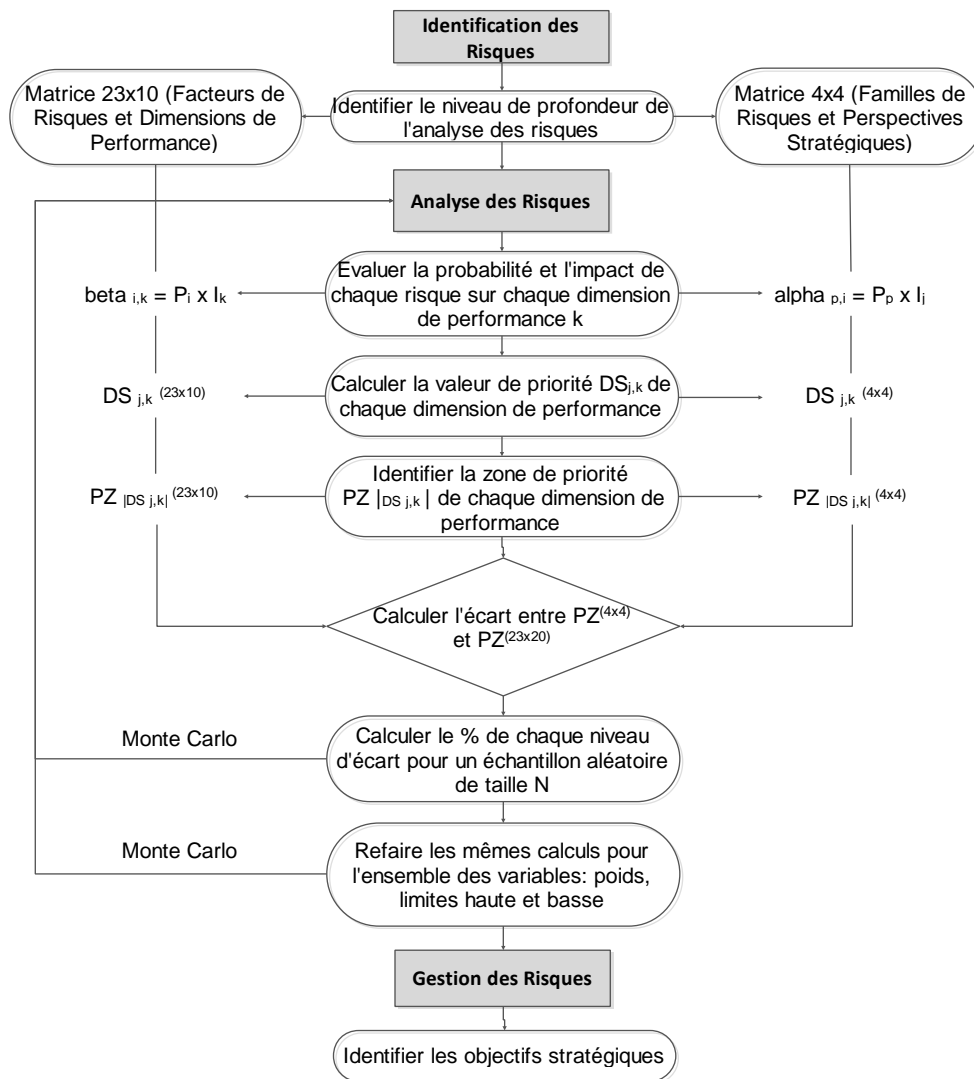 Identification des
Risques
Matrice 23x10 (Facteurs de
Risques et Dimensions de
Performance)
Identifier le niveau de profondeur de
l'analyse des risques
Matrice 4x4 (Familles de
Risques et Perspectives
Stratégiques)
Analyse des Risques
beta i,k = Pi x Ik
Evaluer la probabilité et l'impact de
chaque risque sur chaque dimension
de performance k
alpha p,i = Pp x Ij
DS j,k (23x10)
Calculer la valeur de priorité DSj,k de
chaque dimension de performance
DS j,k (4x4)
PZ |DS j,k| (23x10)
Identifier la zone de priorité
PZ |DS j,k| de chaque dimension de
performance
PZ |DS j,k| (4x4)
Calculer l'écart entre PZ(4x4)
et PZ(23x20)
Monte Carlo
Calculer le % de chaque niveau
d'écart pour un échantillon aléatoire
de taille N
Monte Carlo
Refaire les mêmes calculs pour
l'ensemble des variables: poids,
limites haute et basse
Gestion des Risques
Identifier les objectifs stratégiques